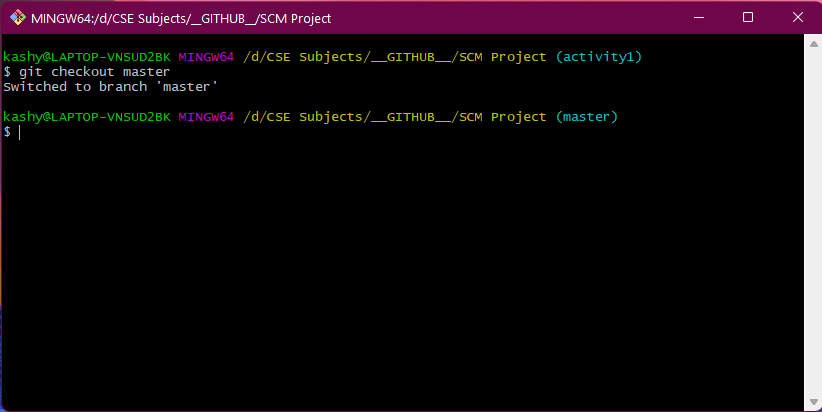 MINGW64:/d/CSE Subjects/__GITHUB__/SCM Project
kashy@LAPTOP-VNSUD2BK MINGW64 /d/CSE Subjects/__GITHUB__/SCM Project (activity1)
$ git checkout master
Switched to branch 'master'
kashy@LAPTOP-VNSUD2BK MINGW64 /d/CSE Subjects/__GITHUB__/SCM Project (master)
$